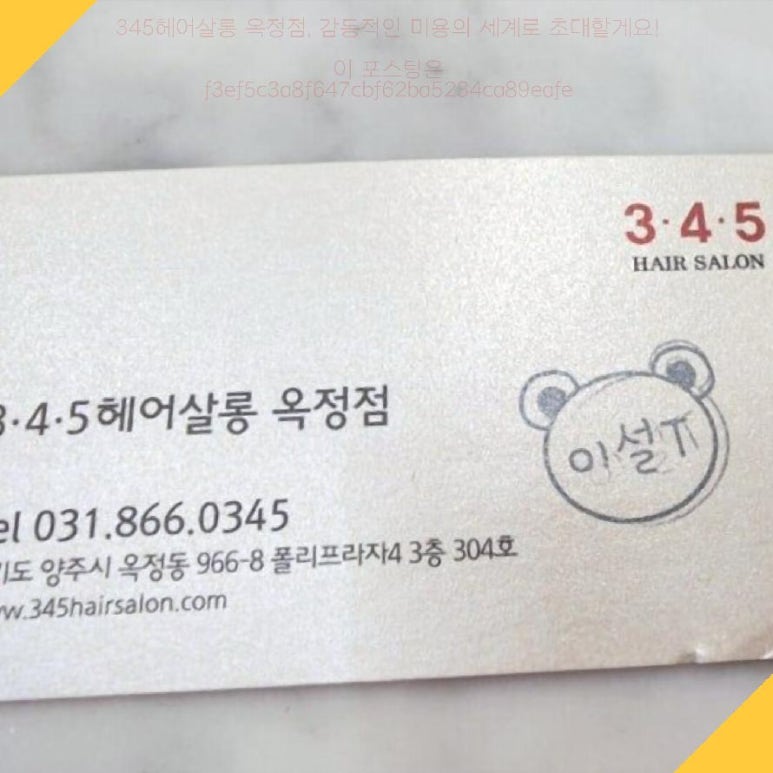 345헤어살롱 옥정점, 감동적인 미용의 세계로 초대할게요!
이 포스팅은
f3ef5c3a8f647cbf62ba5284ca89eafe
3·4·5
HAIR SALON
3·4·5헤어살롱 옥정점
이설
el 031.866.0345
기도 양주시 옥정동 966-8 폴리프라자4 3층 304호
w.345hairsalon.com